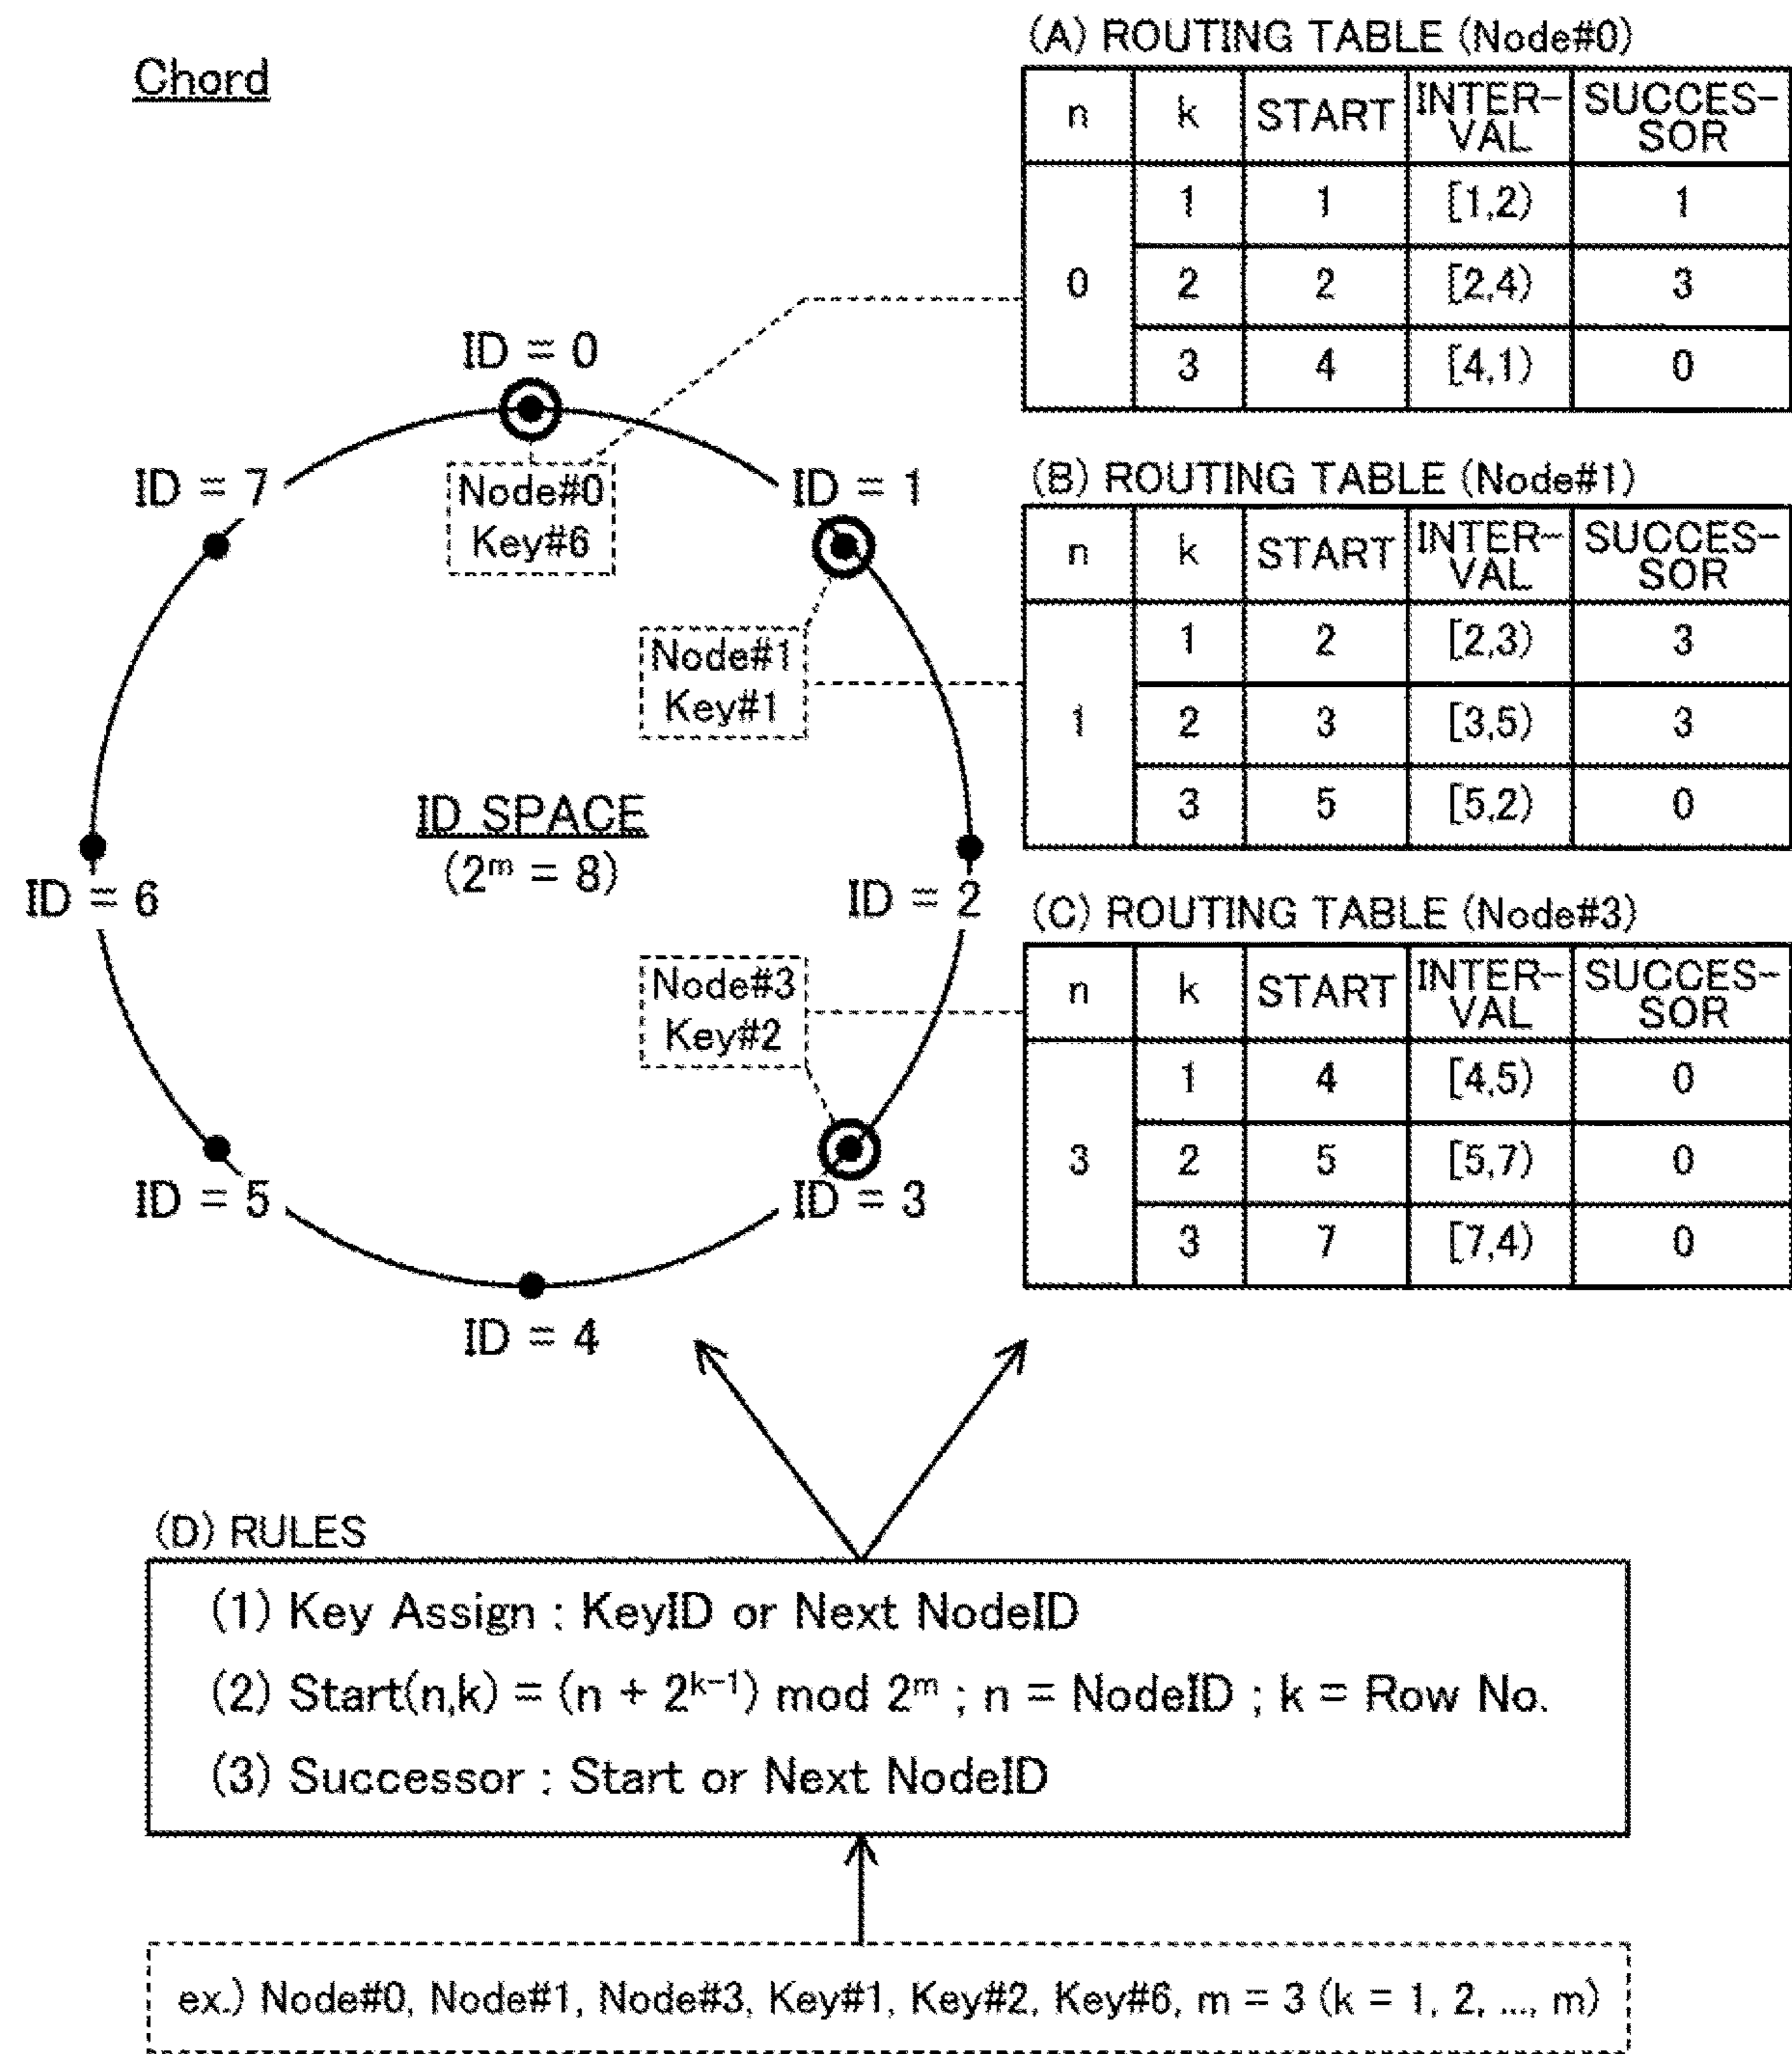 Chord
(A) ROUTING TABLE (Node#0)
n k START INTER-VAL SUCCES-SOR
0
1 1 [1,2) 1
2 2 [2,4) 3
3 4 [4,1) 0
(B) ROUTING TABLE (Node#1)
n k START INTER-VAL SUCCES-SOR
1
1 2 [2,3) 3
2 3 [3,5) 3
3 5 [5,2) 0
(C) ROUTING TABLE (Node#3)
n k START INTER-VAL SUCCES-SOR
3
1 4 [4,5) 0
2 5 [5,7) 0
3 7 [7,4) 0
ID = 0
Node#0
Key#6
ID = 7
ID = 1
Node#1
Key#1
ID SPACE
(2^m = 8)
ID = 6
ID = 2
Node#3
Key#2
ID = 5
ID = 3
ID = 4
(D) RULES
(1) Key Assign : KeyID or Next NodeID
(2) Start(n,k) = (n + 2^{k-1}) mod 2^m ; n = NodeID ; k = Row No.
(3) Successor : Start or Next NodeID
ex.) Node#0, Node#1, Node#3, Key#1, Key#2, Key#6, m = 3 (k = 1, 2, ..., m)